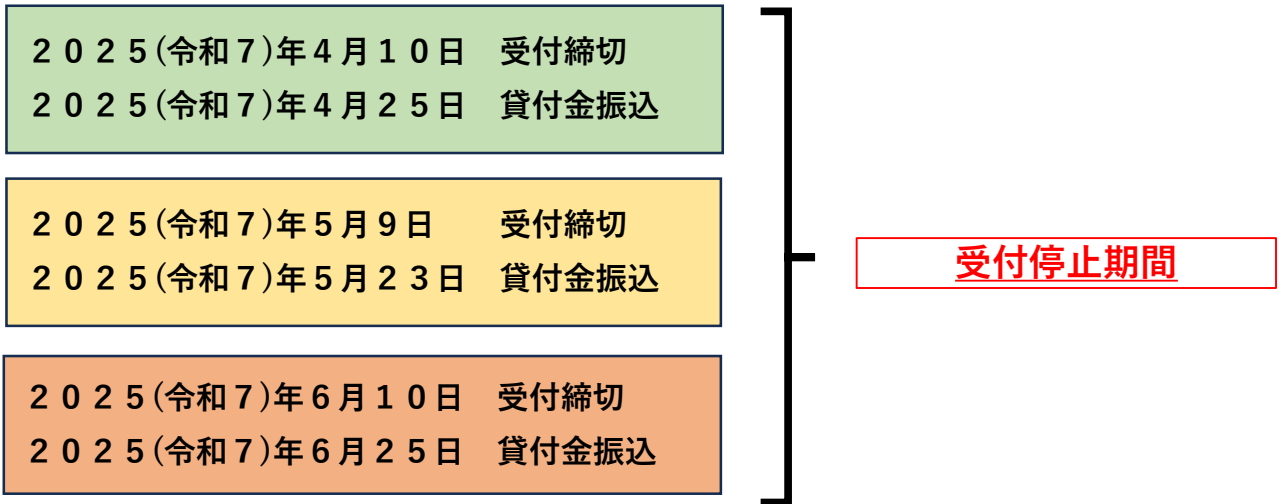 ２０２５(令和７)年４月１０日　受付締切
２０２５(令和７)年４月２５日　貸付金振込
２０２５(令和７)年５月９日　　受付締切
２０２５(令和７)年５月２３日　貸付金振込
受付停止期間
２０２５(令和７)年６月１０日　受付締切
２０２５(令和７)年６月２５日　貸付金振込